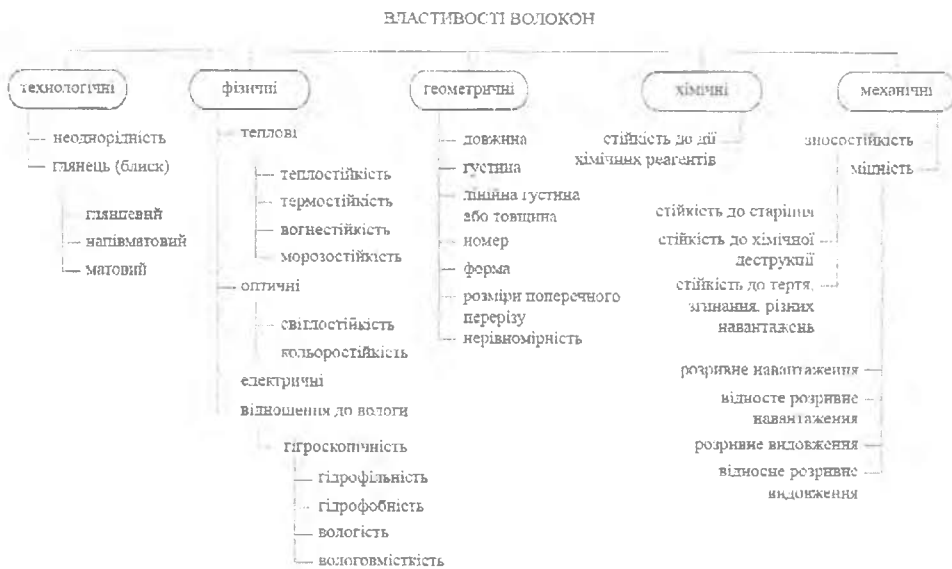 ВЛАСТИВОСТІ ВОЛОКОН
технологічні
неоднорідність
глянець (блиск)
глянцевий
напівматовий
матовий
фізичні
теплові
теплостійкість
термостійкість
вогнестійкість
морозостійкість
оптичні
світлостійкість
кольоростійкість
електричні
відношення до вологи
гігроскопічність
гідрофільність
гідрофобність
вологість
вологовмісткість
геометричні
довжина
густина
лінійна густина
або товщина
номер
форма
розміри поперечного
перерізу
нерівномірність
хімічні
стійкість до дії
хімічних реагентів
механічні
зносостійкість
міцність
стійкість до старіння
стійкість до хімічної
деструкції
стійкість до тертя,
згинання, різних
навантажень
розривне навантаження
відносте розривне
навантаження
розривне видовження
відносне розривне
видовження